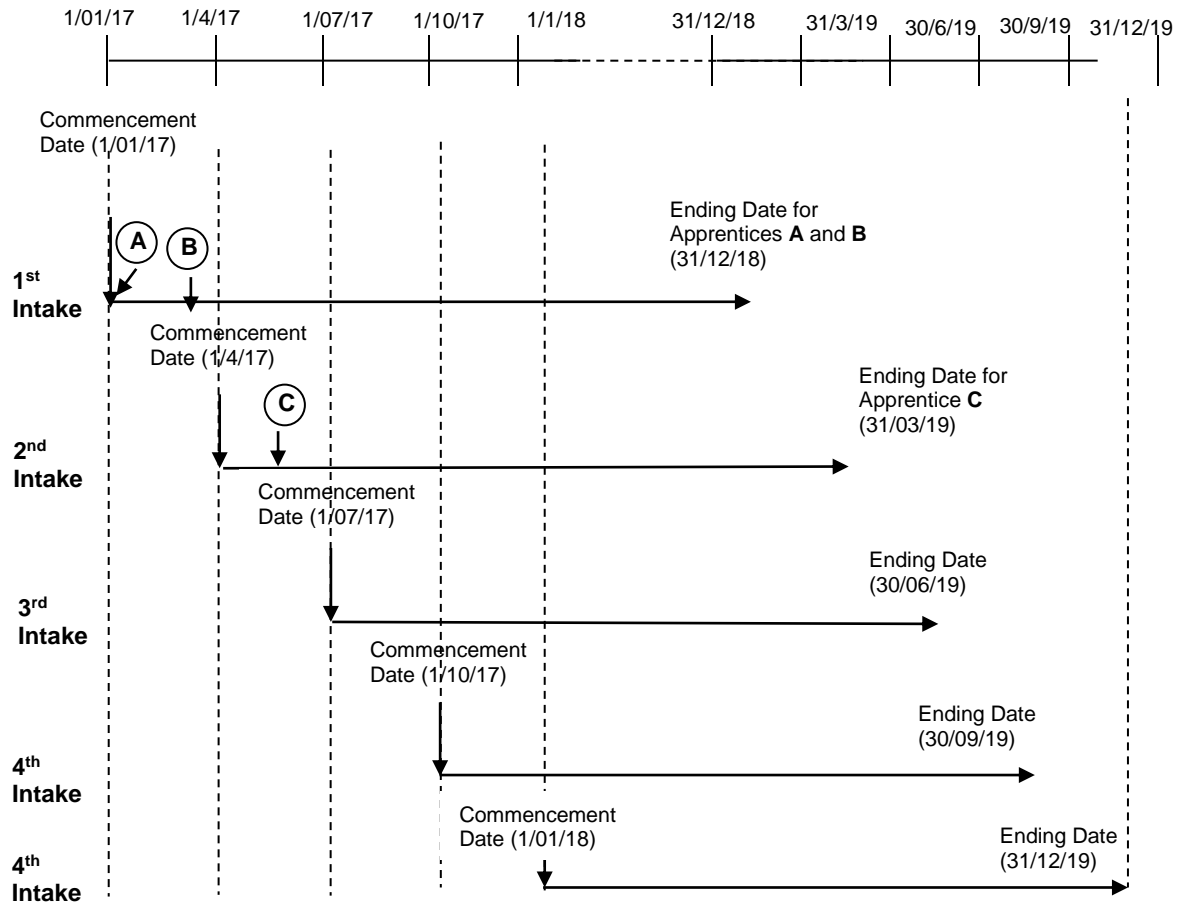 1/01/17
1/4/17
1/07/17
1/10/17
1/1/18
31/12/18
31/3/19
30/6/19
30/9/19
31/12/19
Commencement
Date (1/01/17)
A
B
Ending Date for
Apprentices A and B
(31/12/18)
1st
Intake
Commencement
Date (1/4/17)
C
Ending Date for
Apprentice C
(31/03/19)
2nd
Intake
Commencement
Date (1/07/17)
Ending Date
(30/06/19)
3rd
Intake
Commencement
Date (1/10/17)
Ending Date
(30/09/19)
4th
Intake
Commencement
Date (1/01/18)
Ending Date
(31/12/19)
4th
Intake